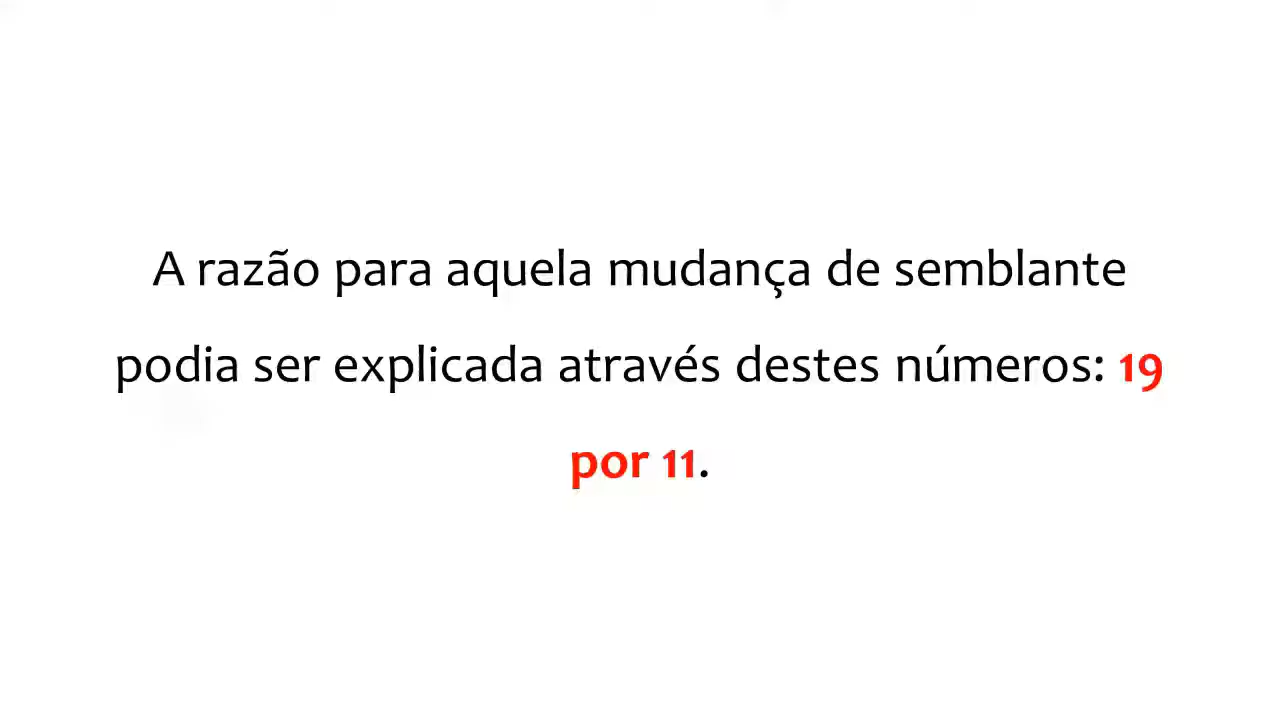 A razão para aquela mudança de semblante
podia ser explicada através destes números: 19
por 11.